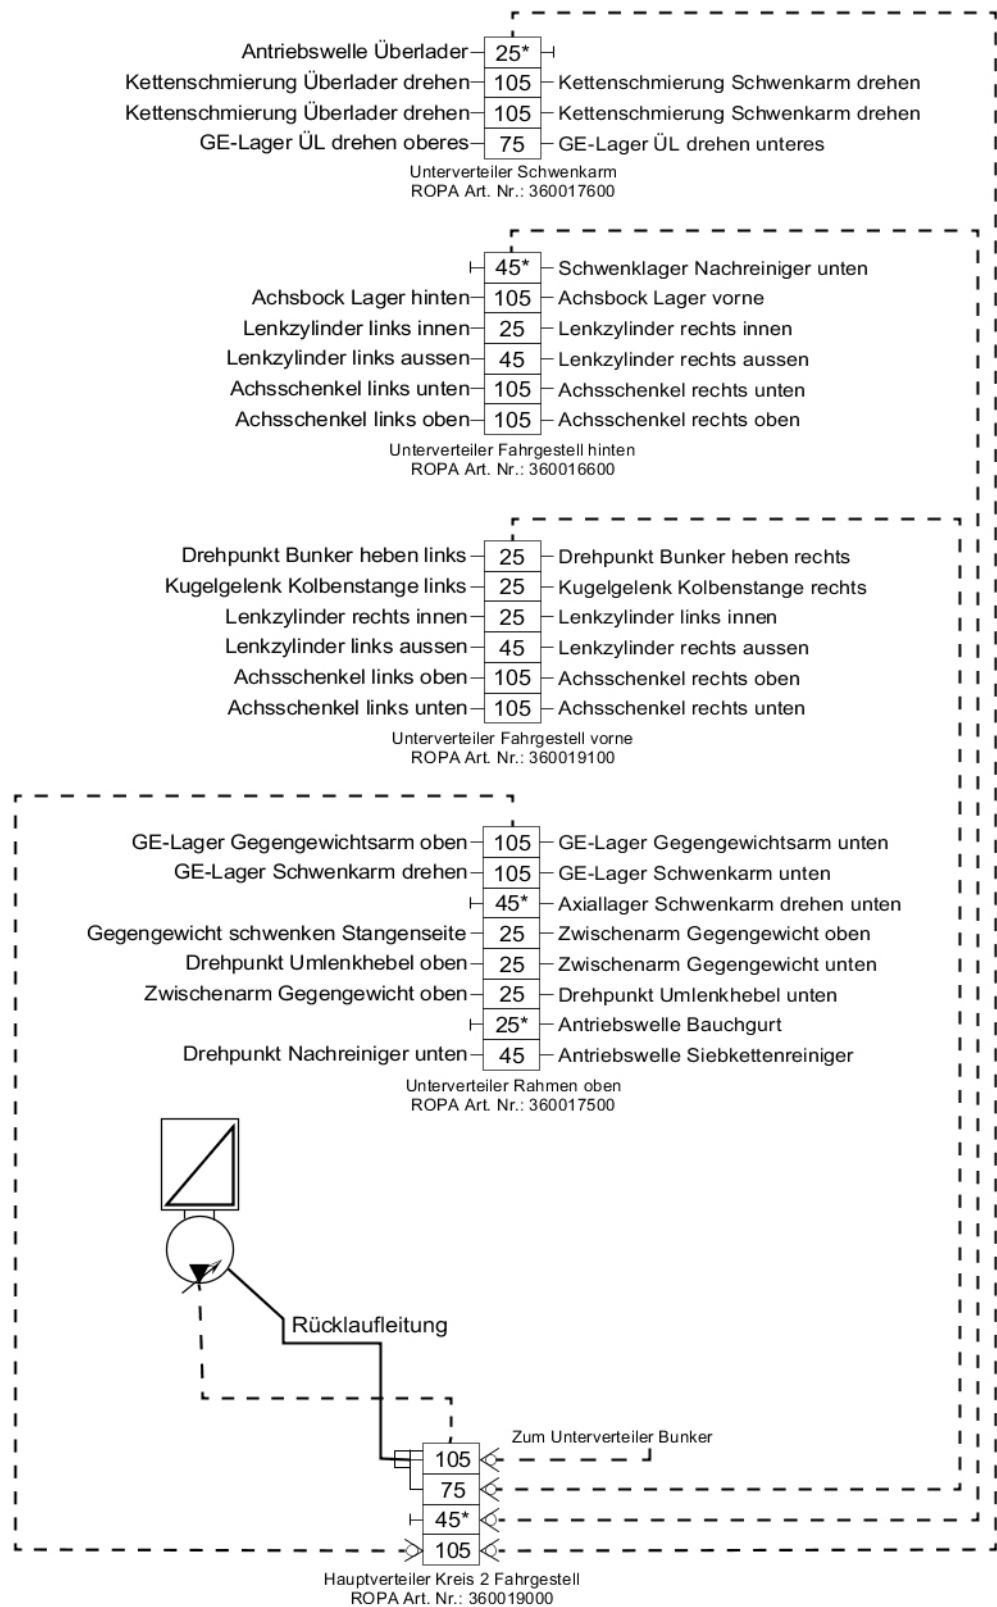 Antriebswelle Überlader 25*
Kettenschmierung Überlader drehen 105 Kettenschmierung Schwenkarm drehen
Kettenschmierung Überlader drehen 105 Kettenschmierung Schwenkarm drehen
GE-Lager ÜL drehen oberes 75 GE-Lager ÜL drehen unteres
Unterverteiler Schwenkarm
ROPA Art. Nr.: 360017600
45* Schwenklager Nachreiniger unten
Achsbock Lager hinten 105 Achsbock Lager vorne
Lenkzylinder links innen 25 Lenkzylinder rechts innen
Lenkzylinder links aussen 45 Lenkzylinder rechts aussen
Achsschenkel links unten 105 Achsschenkel rechts unten
Achsschenkel links oben 105 Achsschenkel rechts oben
Unterverteiler Fahrgestell hinten
ROPA Art. Nr.: 360016600
Drehpunkt Bunker heben links 25 Drehpunkt Bunker heben rechts
Kugelgelenk Kolbenstange links 25 Kugelgelenk Kolbenstange rechts
Lenkzylinder rechts innen 25 Lenkzylinder links innen
Lenkzylinder links aussen 45 Lenkzylinder rechts aussen
Achsschenkel links oben 105 Achsschenkel rechts oben
Achsschenkel links unten 105 Achsschenkel rechts unten
Unterverteiler Fahrgestell vorne
ROPA Art. Nr.: 360019100
GE-Lager Gegengewichtsarm oben 105 GE-Lager Gegengewichtsarm unten
GE-Lager Schwenkarm drehen 105 GE-Lager Schwenkarm unten
45* Axiallager Schwenkarm drehen unten
Gegengewicht schwenken Stangenseite 25 Zwischenarm Gegengewicht oben
Drehpunkt Umlenkhebel oben 25 Zwischenarm Gegengewicht unten
Zwischenarm Gegengewicht oben 25 Drehpunkt Umlenkhebel unten
25* Antriebswelle Bauchgurt
Drehpunkt Nachreiniger unten 45 Antriebswelle Siebkettenreiniger
Unterverteiler Rahmen oben
ROPA Art. Nr.: 360017500
Rücklaufleitung
Zum Unterverteiler Bunker
105
75
45*
105
Hauptverteiler Kreis 2 Fahrgestell
ROPA Art. Nr.: 360019000